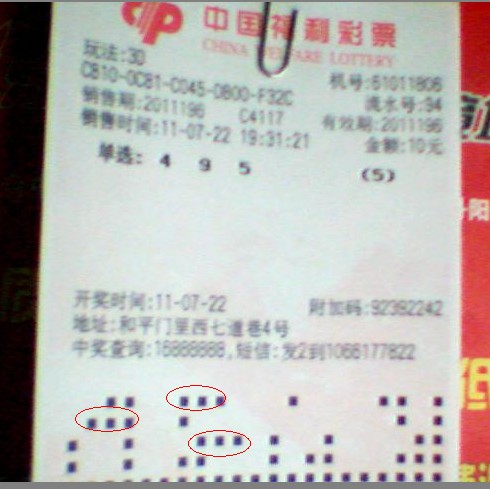 中国福利彩票
CHINA WELFARE LOTTERY
玩法:3D 机号:61011806
C810-0C81-C045-0B00-F32C 流水号:94
销售期:2011196 C4117 有效期:2011196
销售时间:11-07-22 19:31:21 金额:10元
单选: 4 9 5 (5)
开奖时间:11-07-22 附加码:92392242
地址:和平门里西七道巷4号
中奖查询:16888868,短信:发2到1066177822